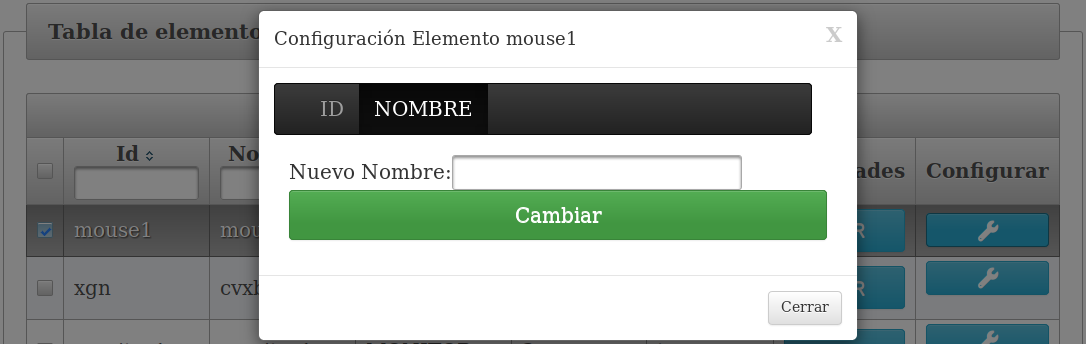 Tabla de elemento
Configuración Elemento mouse1
X
ID NOMBRE
Nuevo Nombre:
Cambiar
Cerrar
Id No ades Configurar
mouse1 mou R
xgn cvxb R